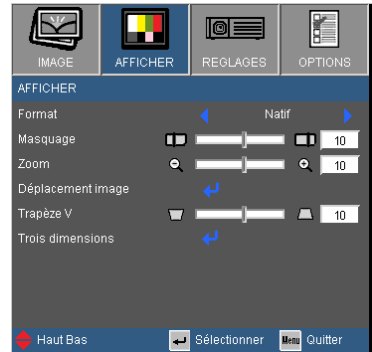 IMAGE AFFICHER REGLAGES OPTIONS
AFFICHER
Format Natif
Masquage 10
Zoom 10
Déplacement image
Trapèze V 10
Trois dimensions
Haut Bas Sélectionner Menu Quitter